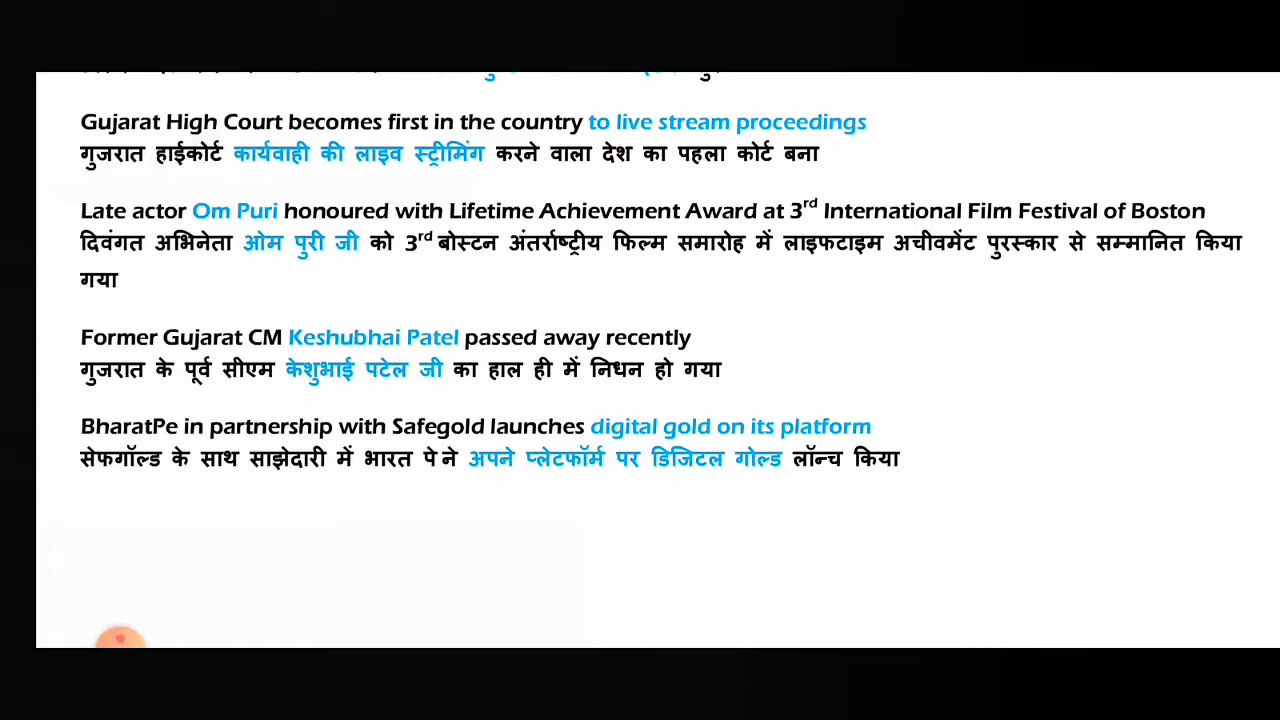 Gujarat High Court becomes first in the country to live stream proceedings
गुजरात हाईकोर्ट कार्यवाही की लाइव स्ट्रीमिंग करने वाला देश का पहला कोर्ट बना
Late actor Om Puri honoured with Lifetime Achievement Award at 3rd International Film Festival of Boston
दिवंगत अभिनेता ओम पुरी जी को 3rd बोस्टन अंतर्राष्ट्रीय फिल्म समारोह में लाइफटाइम अचीवमेंट पुरस्कार से सम्मानित किया
गया
Former Gujarat CM Keshubhai Patel passed away recently
गुजरात के पूर्व सीएम केशुभाई पटेल जी का हाल ही में निधन हो गया
BharatPe in partnership with Safegold launches digital gold on its platform
सेफगॉल्ड के साथ साझेदारी में भारत पे ने अपने प्लेटफॉर्म पर डिजिटल गोल्ड लॉन्च किया